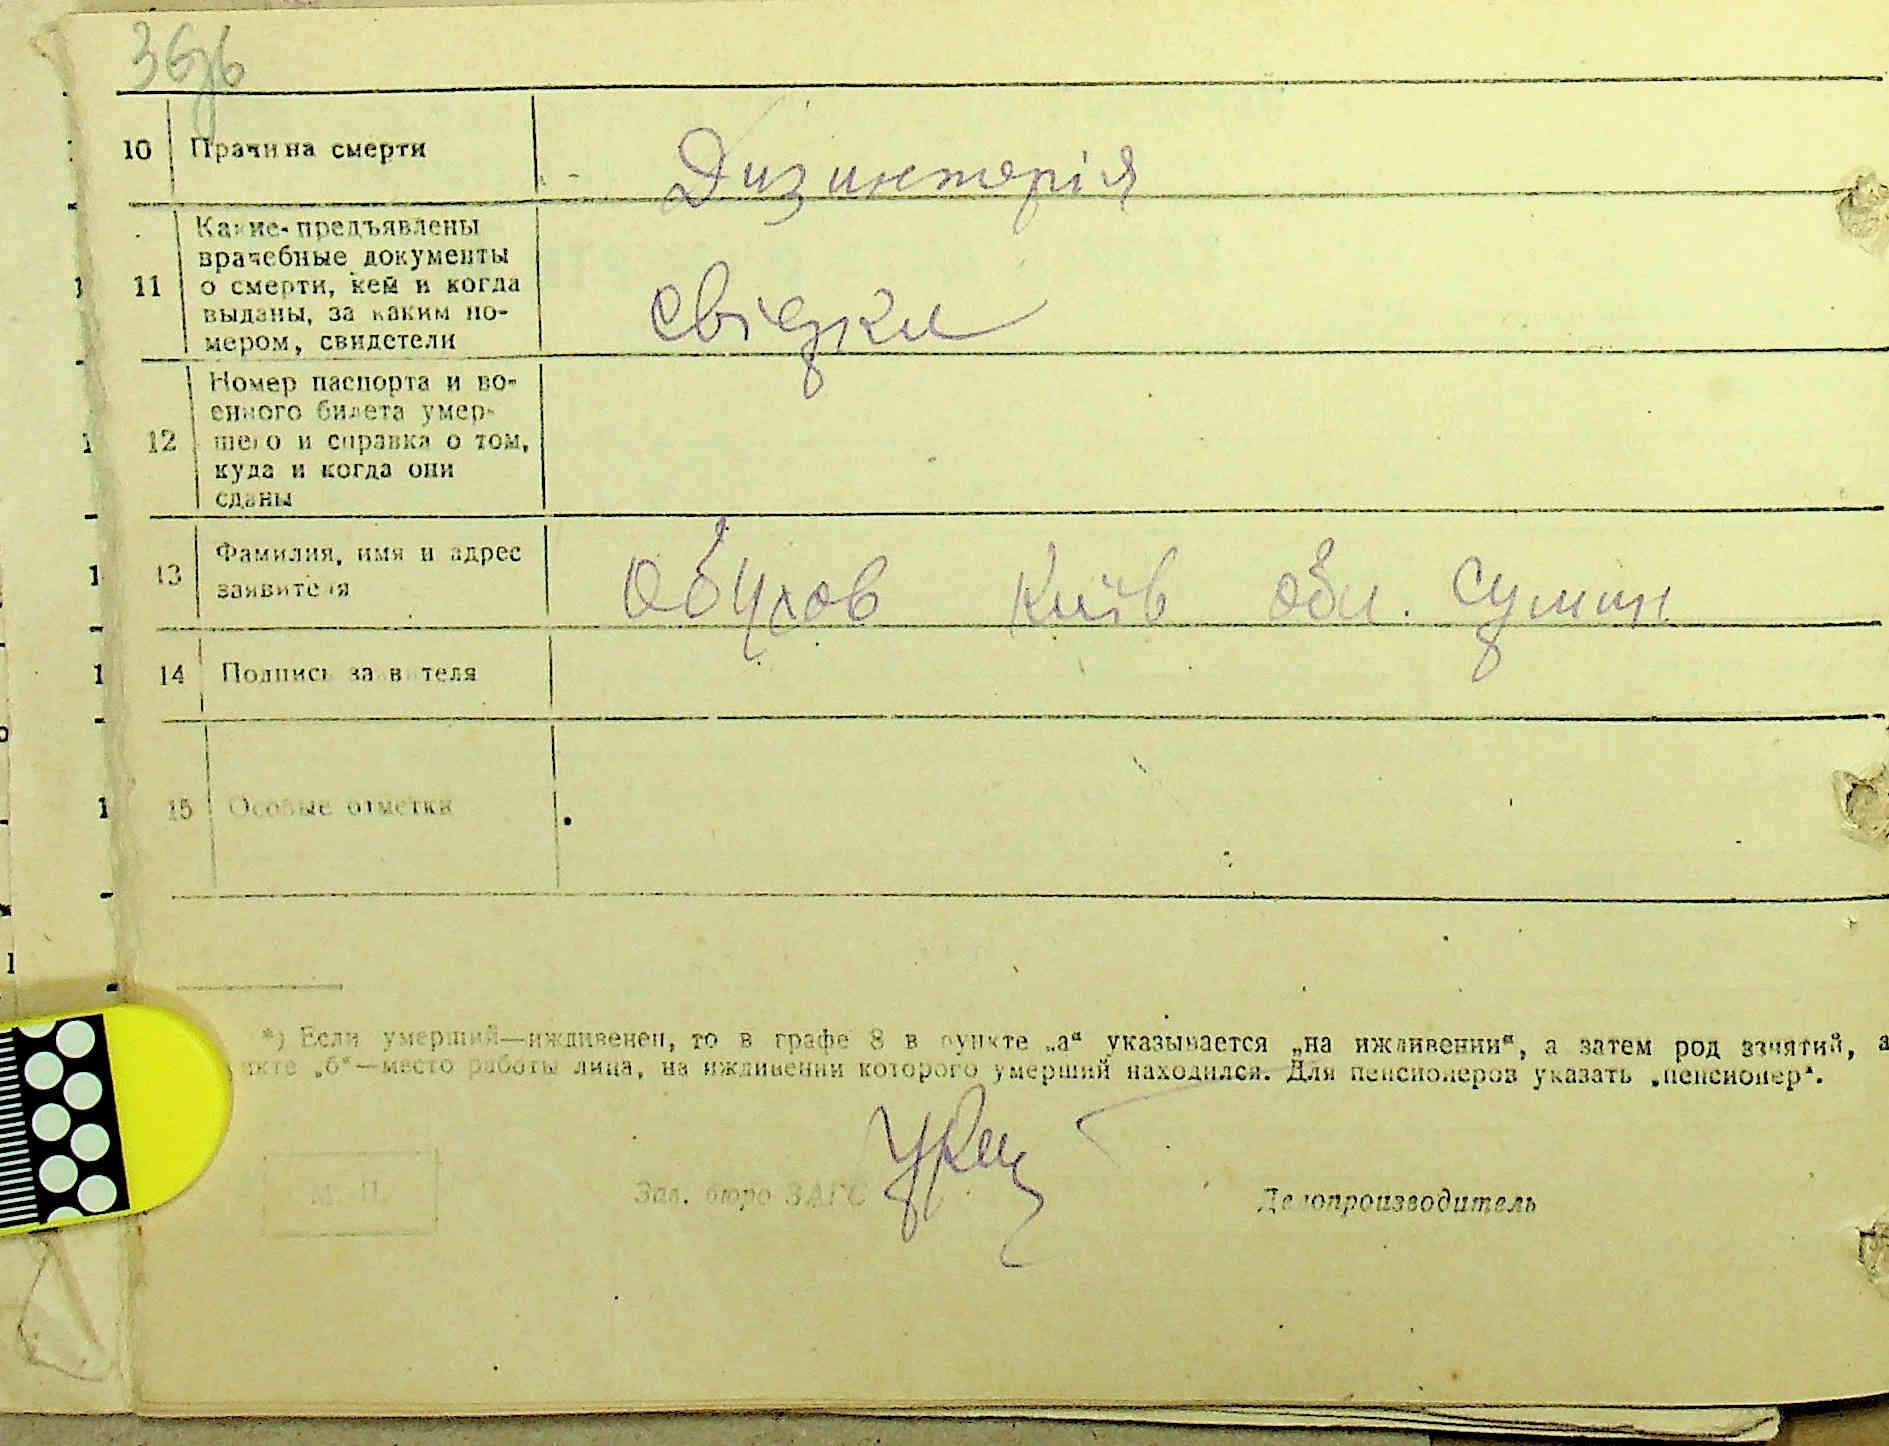 36зв
10 Причина смерти Дизинтерія
11 Какие предъявлены
врачебные документы
о смерти, кем и когда
выданы, за каким но-
мером, свидетели
свідки
12 Номер паспорта и во-
енного билета умер-
шего и справка о том,
куда и когда они
сданы
13 Фамилия, имя и адрес
заявителя
Обухов Київ обл. Сумин
14 Подпись заявителя
15 Особые отметки
*) Если умерший—иждивенец, то в графе 8 в пункте „а“ указывается „на иждивении“, а затем род занятий, а
пункте „б“—место работы лица, на иждивении которого умерший находился. Для пенсионеров указать „пенсионер“.
М. П.
Зав. бюро ЗАГС
Делопроизводитель